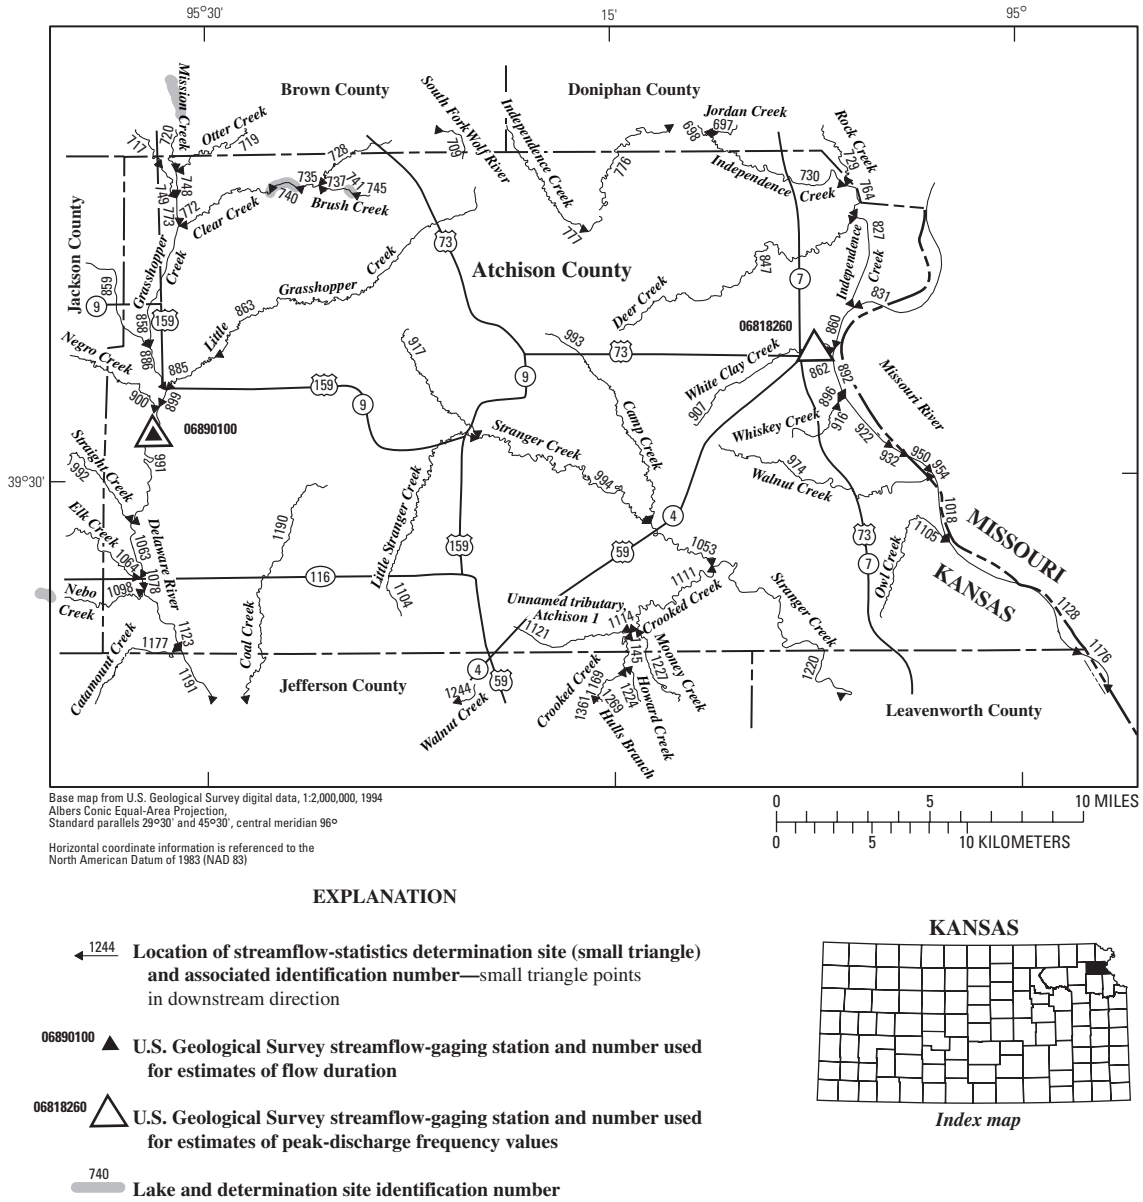 95°30'
15'
95°
39°30'
Brown County
Doniphan County
Jackson County
Atchison County
Jefferson County
Leavenworth County
MISSOURI
KANSAS
Mission Creek
Otter Creek
720
717
719
728
South Fork Wolf River
709
Independence Creek
777
776
Jordan Creek
697
698
Rock Creek
729
730
Independence
Creek
764
748
749
772
773
735
737
741
745
740
Clear Creek
Brush Creek
Grasshopper
Creek
Grasshopper
Creek
Little
863
859
858
9
159
73
7
827
Independence
Creek
831
847
Deer Creek
860
06818260
862
White Clay Creek
907
892
896
916
Missouri River
Whiskey Creek
922
932
950
954
974
Walnut Creek
1018
Negro Creek
886
885
900
899
06890100
159
9
9
73
917
993
Camp Creek
Stranger Creek
994
Straight Creek
992
991
Elk Creek
1063
1064
1078
Delaware River
Nebo
Creek
1098
1190
Coal Creek
Little Stranger Creek
1104
159
116
4
59
1053
1111
73
7
1105
Owl Creek
1128
1176
Unnamed tributary,
Atchison 1
1121
1114
Crooked Creek
Stranger Creek
1220
1123
1177
Catamount Creek
1191
4
59
1244
Walnut Creek
Crooked Creek
1145
1169
1361
1269
1224
1227
Mooney Creek
Howard Creek
Hulls Branch
Base map from U.S. Geological Survey digital data, 1:2,000,000, 1994
Albers Conic Equal-Area Projection,
Standard parallels 29°30' and 45°30', central meridian 96°
Horizontal coordinate information is referenced to the
North American Datum of 1983 (NAD 83)
0 5 10 MILES
0 5 10 KILOMETERS
EXPLANATION
1244
Location of streamflow-statistics determination site (small triangle)
and associated identification number—small triangle points
in downstream direction
06890100
U.S. Geological Survey streamflow-gaging station and number used
for estimates of flow duration
06818260
U.S. Geological Survey streamflow-gaging station and number used
for estimates of peak-discharge frequency values
740
Lake and determination site identification number
KANSAS
Index map